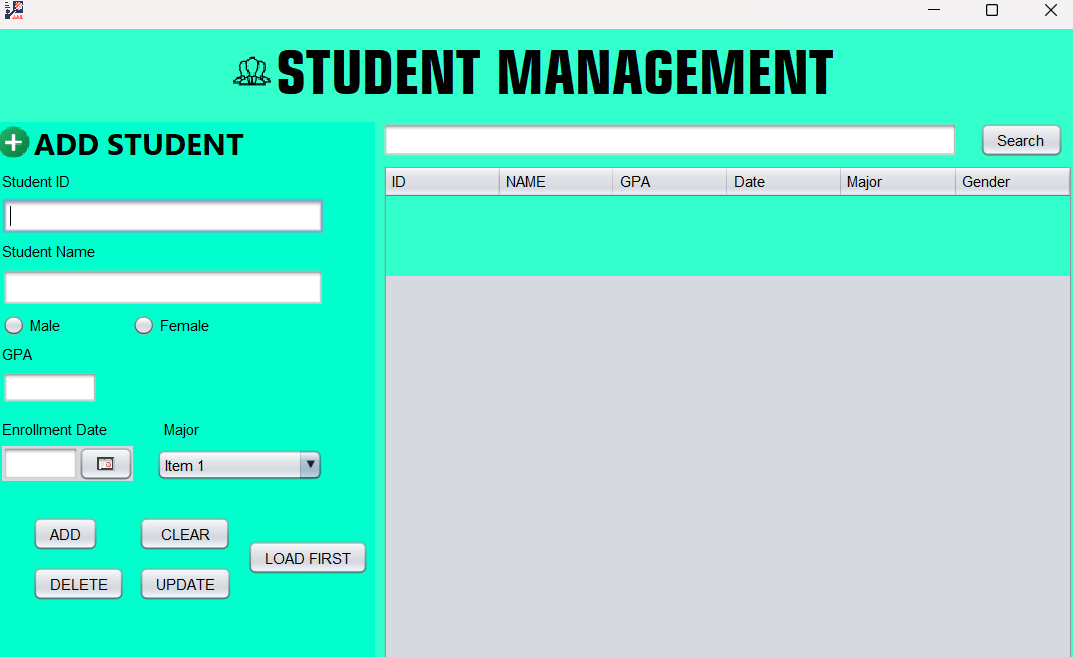 STUDENT MANAGEMENT
ADD STUDENT
Student ID
Student Name
Male Female
GPA
Enrollment Date Major
Item 1
ADD CLEAR
LOAD FIRST
DELETE UPDATE
Search
ID NAME GPA Date Major Gender